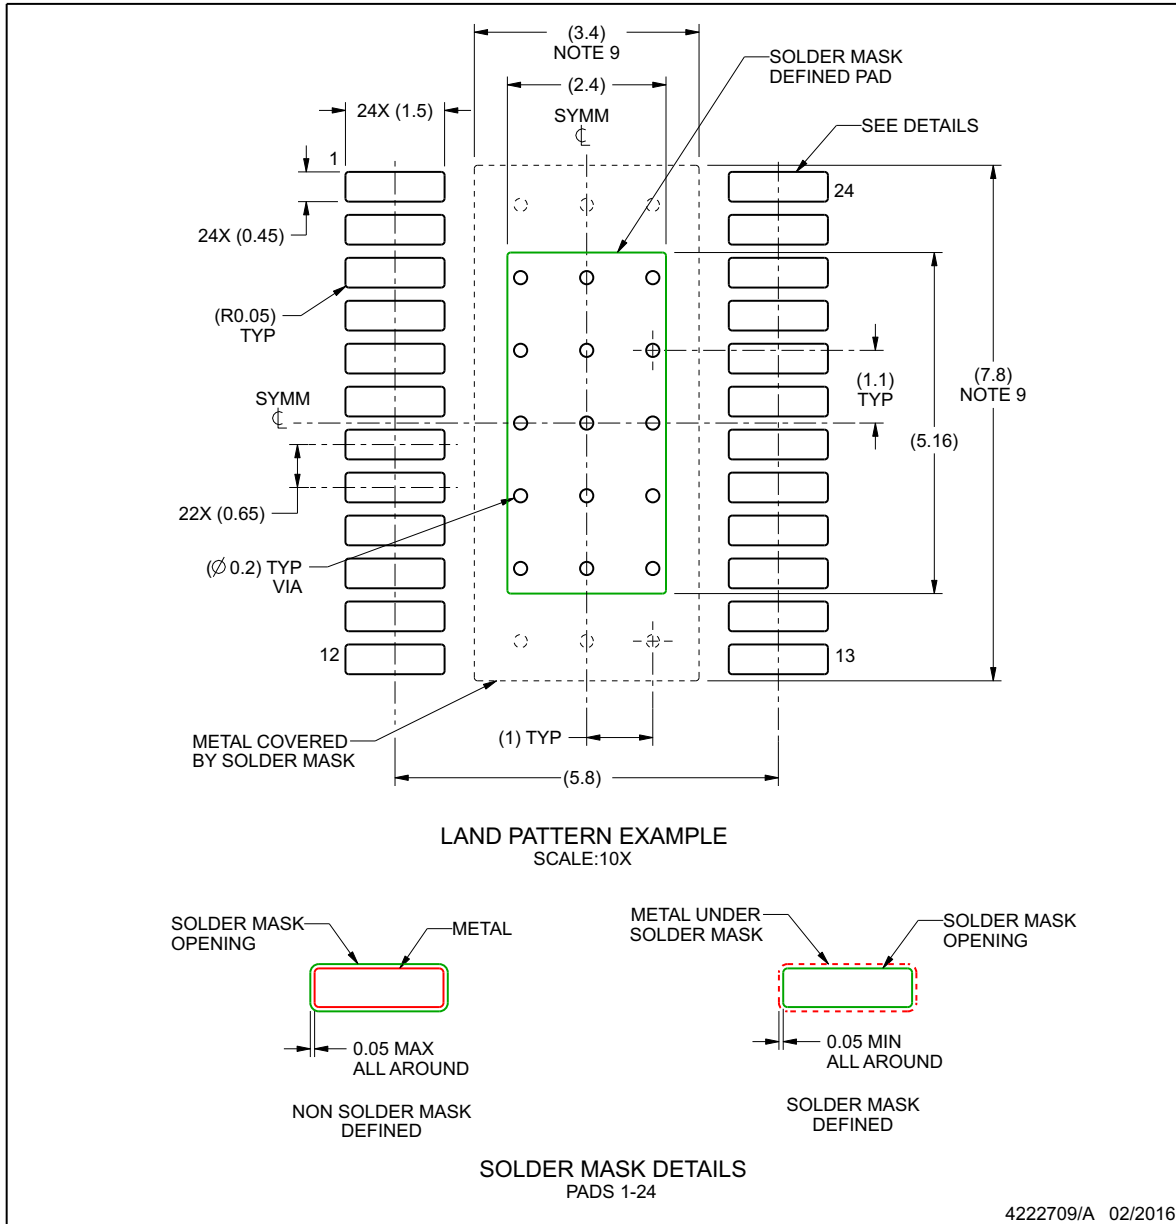 (3.4)
NOTE 9
SOLDER MASK
DEFINED PAD
(2.4)
24X (1.5)
SYMM
SEE DETAILS
1
24
24X (0.45)
(R0.05)
TYP
(1.1)
TYP
(7.8)
NOTE 9
SYMM
(5.16)
22X (0.65)
(Ø 0.2) TYP
VIA
12
13
METAL COVERED
BY SOLDER MASK
(1) TYP
(5.8)
LAND PATTERN EXAMPLE
SCALE:10X
SOLDER MASK
OPENING
METAL
METAL UNDER
SOLDER MASK
SOLDER MASK
OPENING
0.05 MAX
ALL AROUND
0.05 MIN
ALL AROUND
NON SOLDER MASK
DEFINED
SOLDER MASK
DEFINED
SOLDER MASK DETAILS
PADS 1-24
4222709/A 02/2016